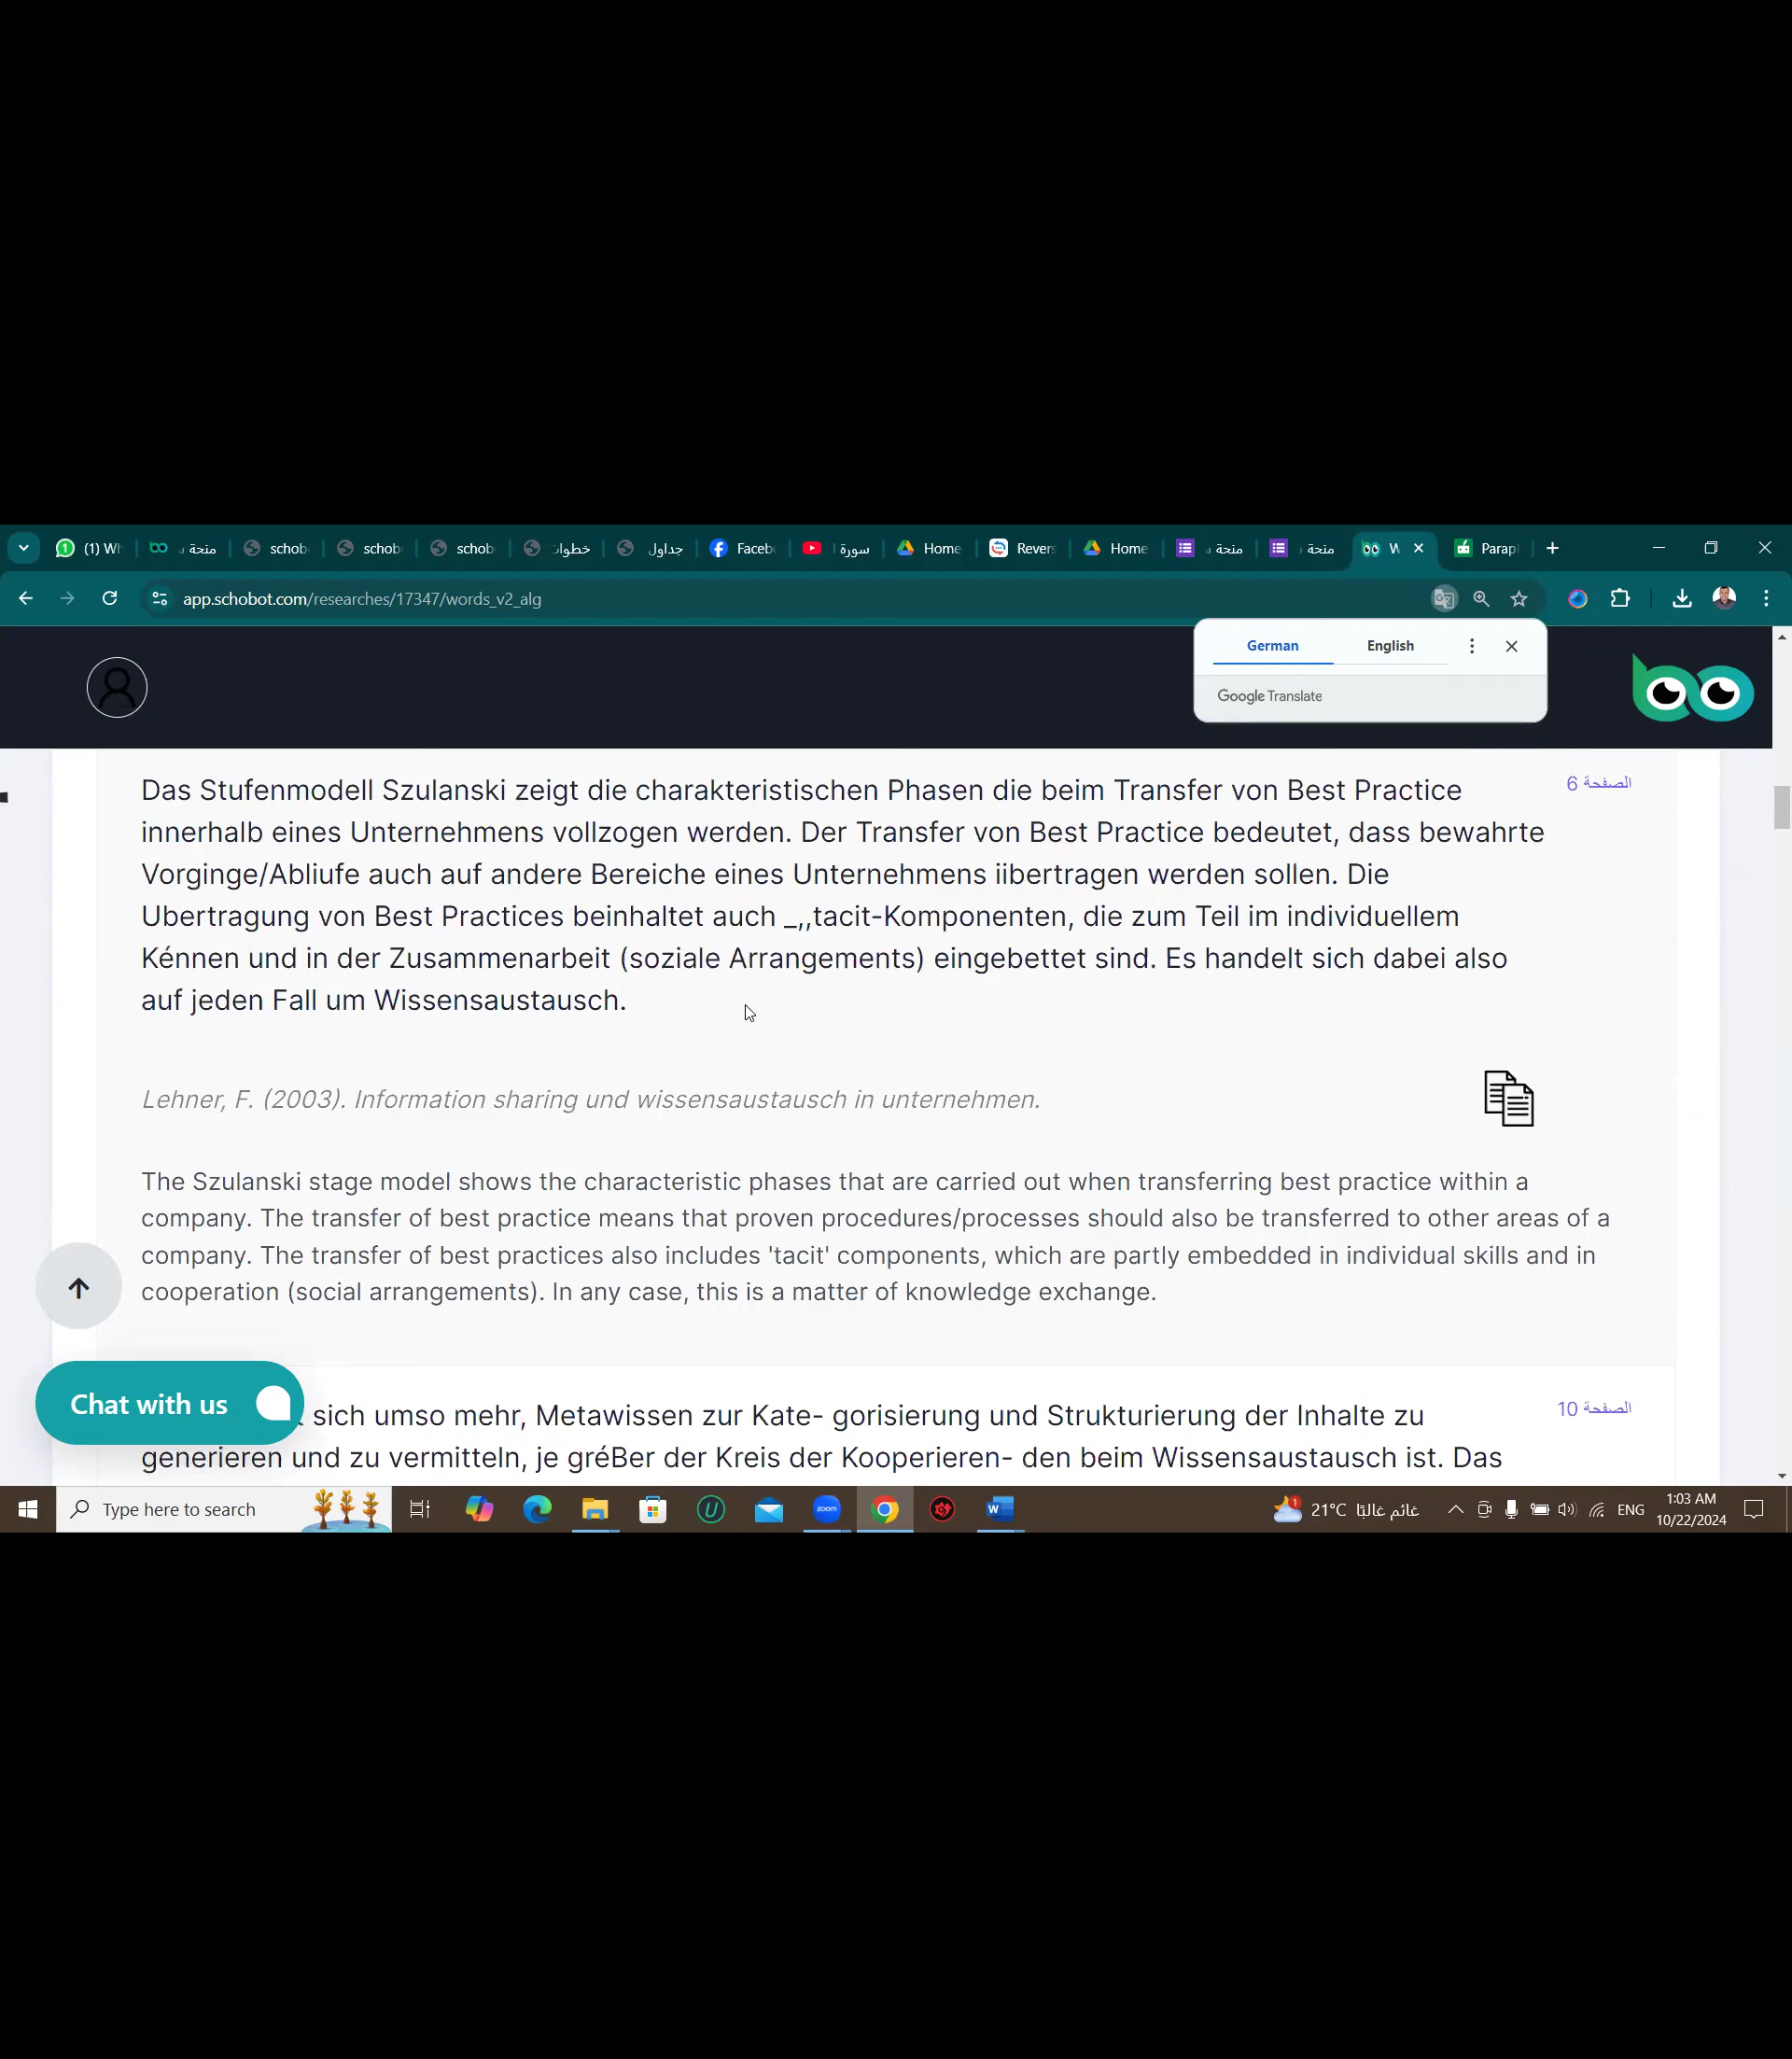 (1) Wh
منحة
schob
schob
schob
خطوات
جداول
Faceb
سورة
Home
Revers
Home
منحة
منحة
W
Parap
app.schobot.com/researches/17347/words_v2_alg
German English
Google Translate
Das Stufenmodell Szulanski zeigt die charakteristischen Phasen die beim Transfer von Best Practice
الصفحة 6
innerhalb eines Unternehmens vollzogen werden. Der Transfer von Best Practice bedeutet, dass bewahrte
Vorginge/Abliufe auch auf andere Bereiche eines Unternehmens iibertragen werden sollen. Die
Ubertragung von Best Practices beinhaltet auch _,,tacit-Komponenten, die zum Teil im individuellem
Kénnen und in der Zusammenarbeit (soziale Arrangements) eingebettet sind. Es handelt sich dabei also
auf jeden Fall um Wissensaustausch.
Lehner, F. (2003). Information sharing und wissensaustausch in unternehmen.
The Szulanski stage model shows the characteristic phases that are carried out when transferring best practice within a
company. The transfer of best practice means that proven procedures/processes should also be transferred to other areas of a
company. The transfer of best practices also includes 'tacit' components, which are partly embedded in individual skills and in
cooperation (social arrangements). In any case, this is a matter of knowledge exchange.
Chat with us
sich umso mehr, Metawissen zur Kate- gorisierung und Strukturierung der Inhalte zu
الصفحة 10
generieren und zu vermitteln, je gréBer der Kreis der Kooperieren- den beim Wissensaustausch ist. Das
Type here to search
zoom
1
21°C غائم غالبًا
ENG
1:03 AM
10/22/2024